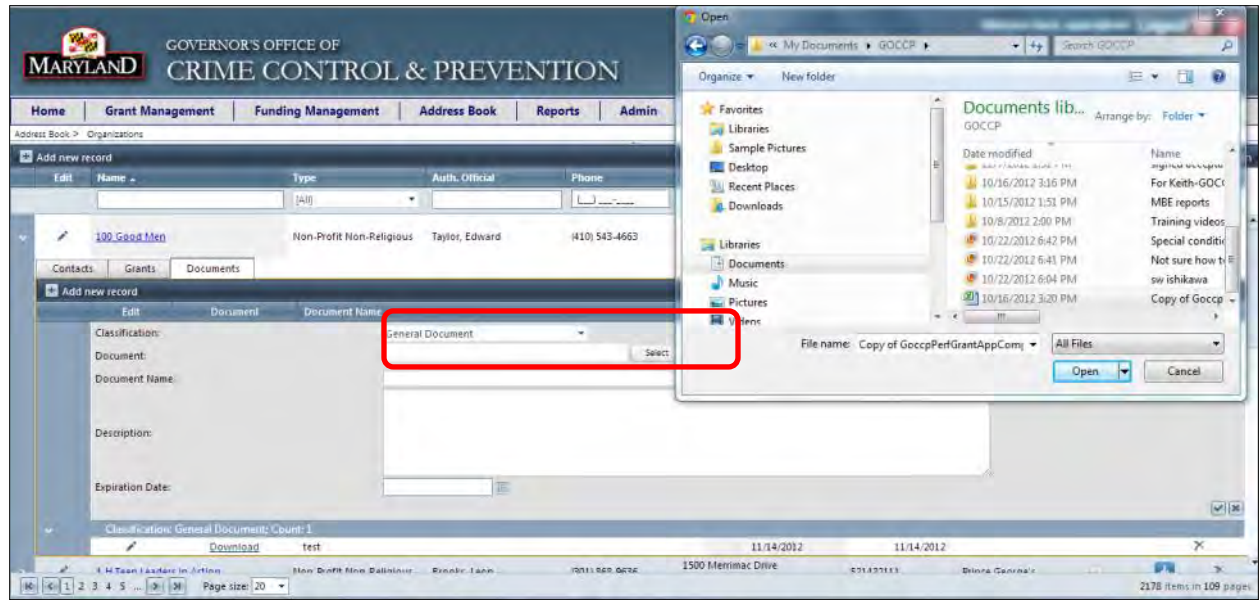 MARYLAND
GOVERNOR'S OFFICE OF
CRIME CONTROL & PREVENTION
Home Grant Management Funding Management Address Book Reports Admin
Address Book > Organizations
Add new record
Edit Name Type Auth. Official Phone
[All]
100 Good Men Non-Profit Non-Religious Taylor, Edward (410) 543-4663
Contacts Grants Documents
Add new record
Edit Document Document Name
Classification: General Document
Document: Select
Document Name
Description:
Expiration Date:
Classification: General Document; Count: 1
Download test 11/14/2012 11/14/2012
1500 Merrimac Drive
1 2 3 4 5 ... Page size: 20 2178 items in 109 pages
Open
« My Documents GOCCP Search GOCCP
Organize New folder
Favorites
Libraries
Sample Pictures
Desktop
Recent Places
Downloads
Libraries
Documents
Music
Pictures
Videos
Documents lib... Arrange by: Folder
GOCCP
Date modified Name
10/16/2012 3:16 PM For Keith-GOC
10/15/2012 1:51 PM MBE reports
10/8/2012 2:00 PM Training videos
10/22/2012 6:42 PM Special conditi
10/22/2012 6:41 PM Not sure how t
10/22/2012 6:04 PM sw ishikawa
10/16/2012 3:20 PM Copy of Goccp
File name: Copy of GoccpPerfGrantAppComp All Files
Open Cancel